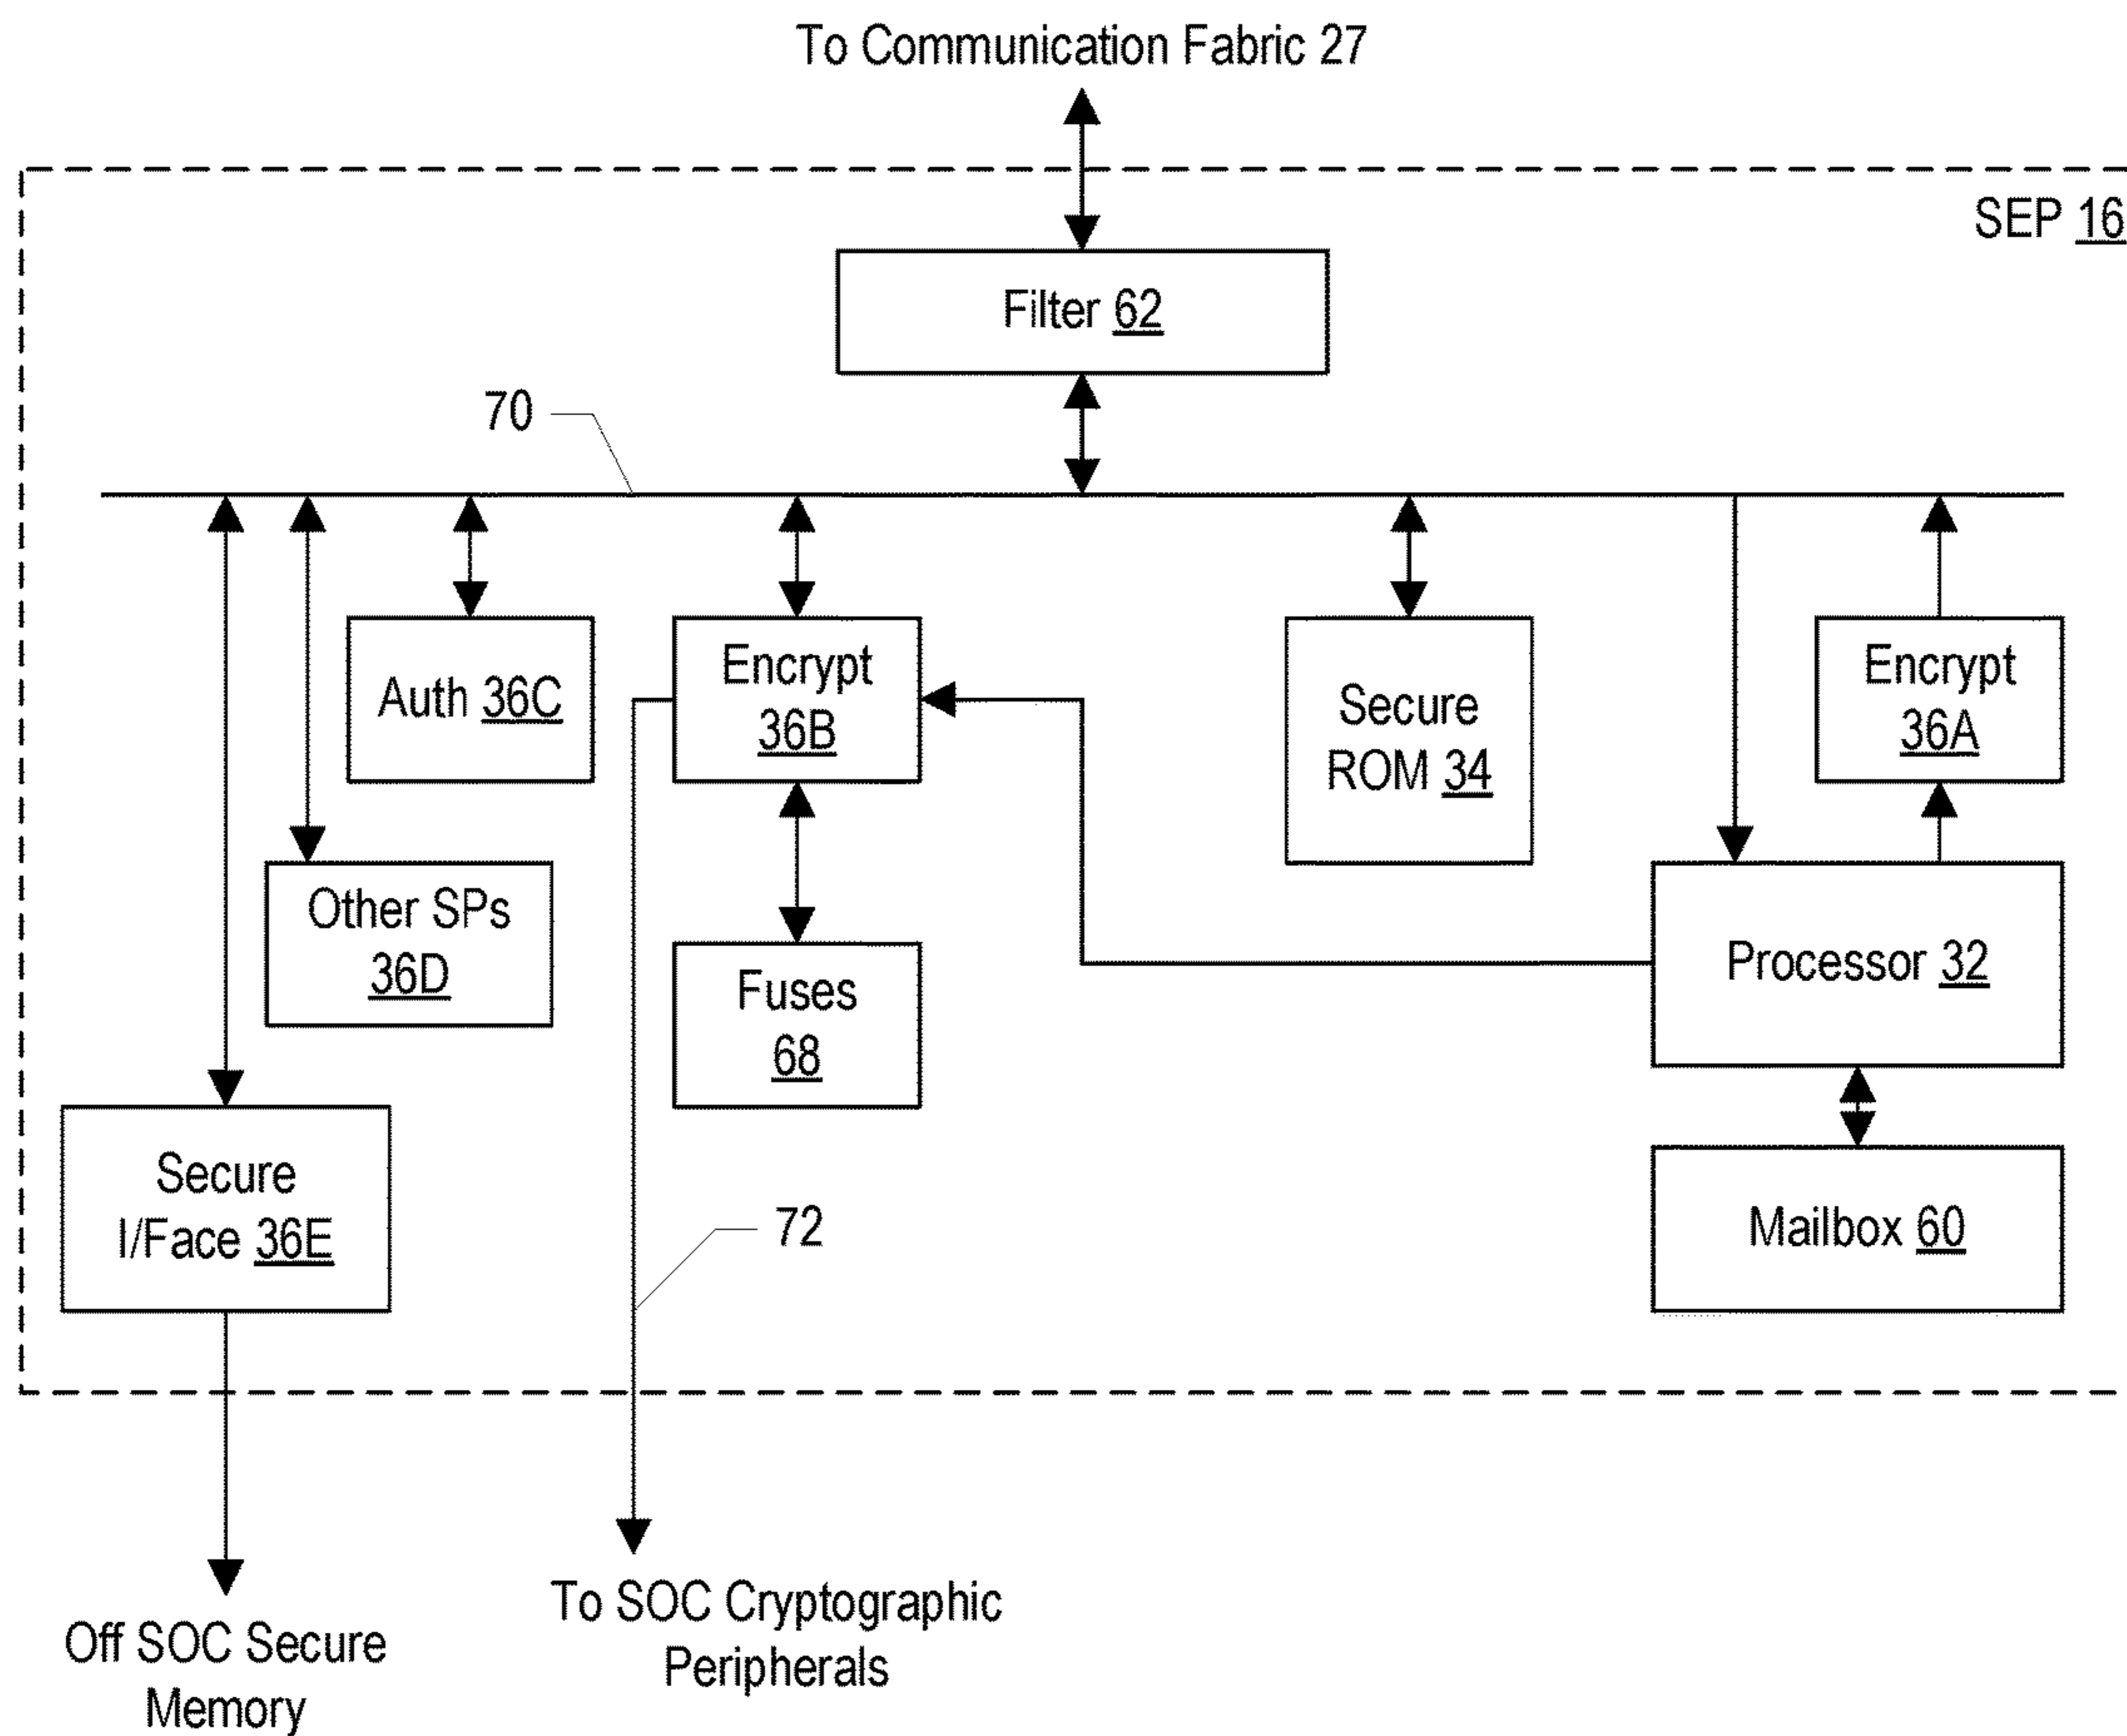 To Communication Fabric 27
SEP 16
Filter 62
70
Auth 36C
Encrypt
36B
Secure
ROM 34
Encrypt
36A
Other SPs
36D
Fuses
68
Processor 32
Secure
I/Face 36E
72
Mailbox 60
Off SOC Secure
Memory
To SOC Cryptographic
Peripherals